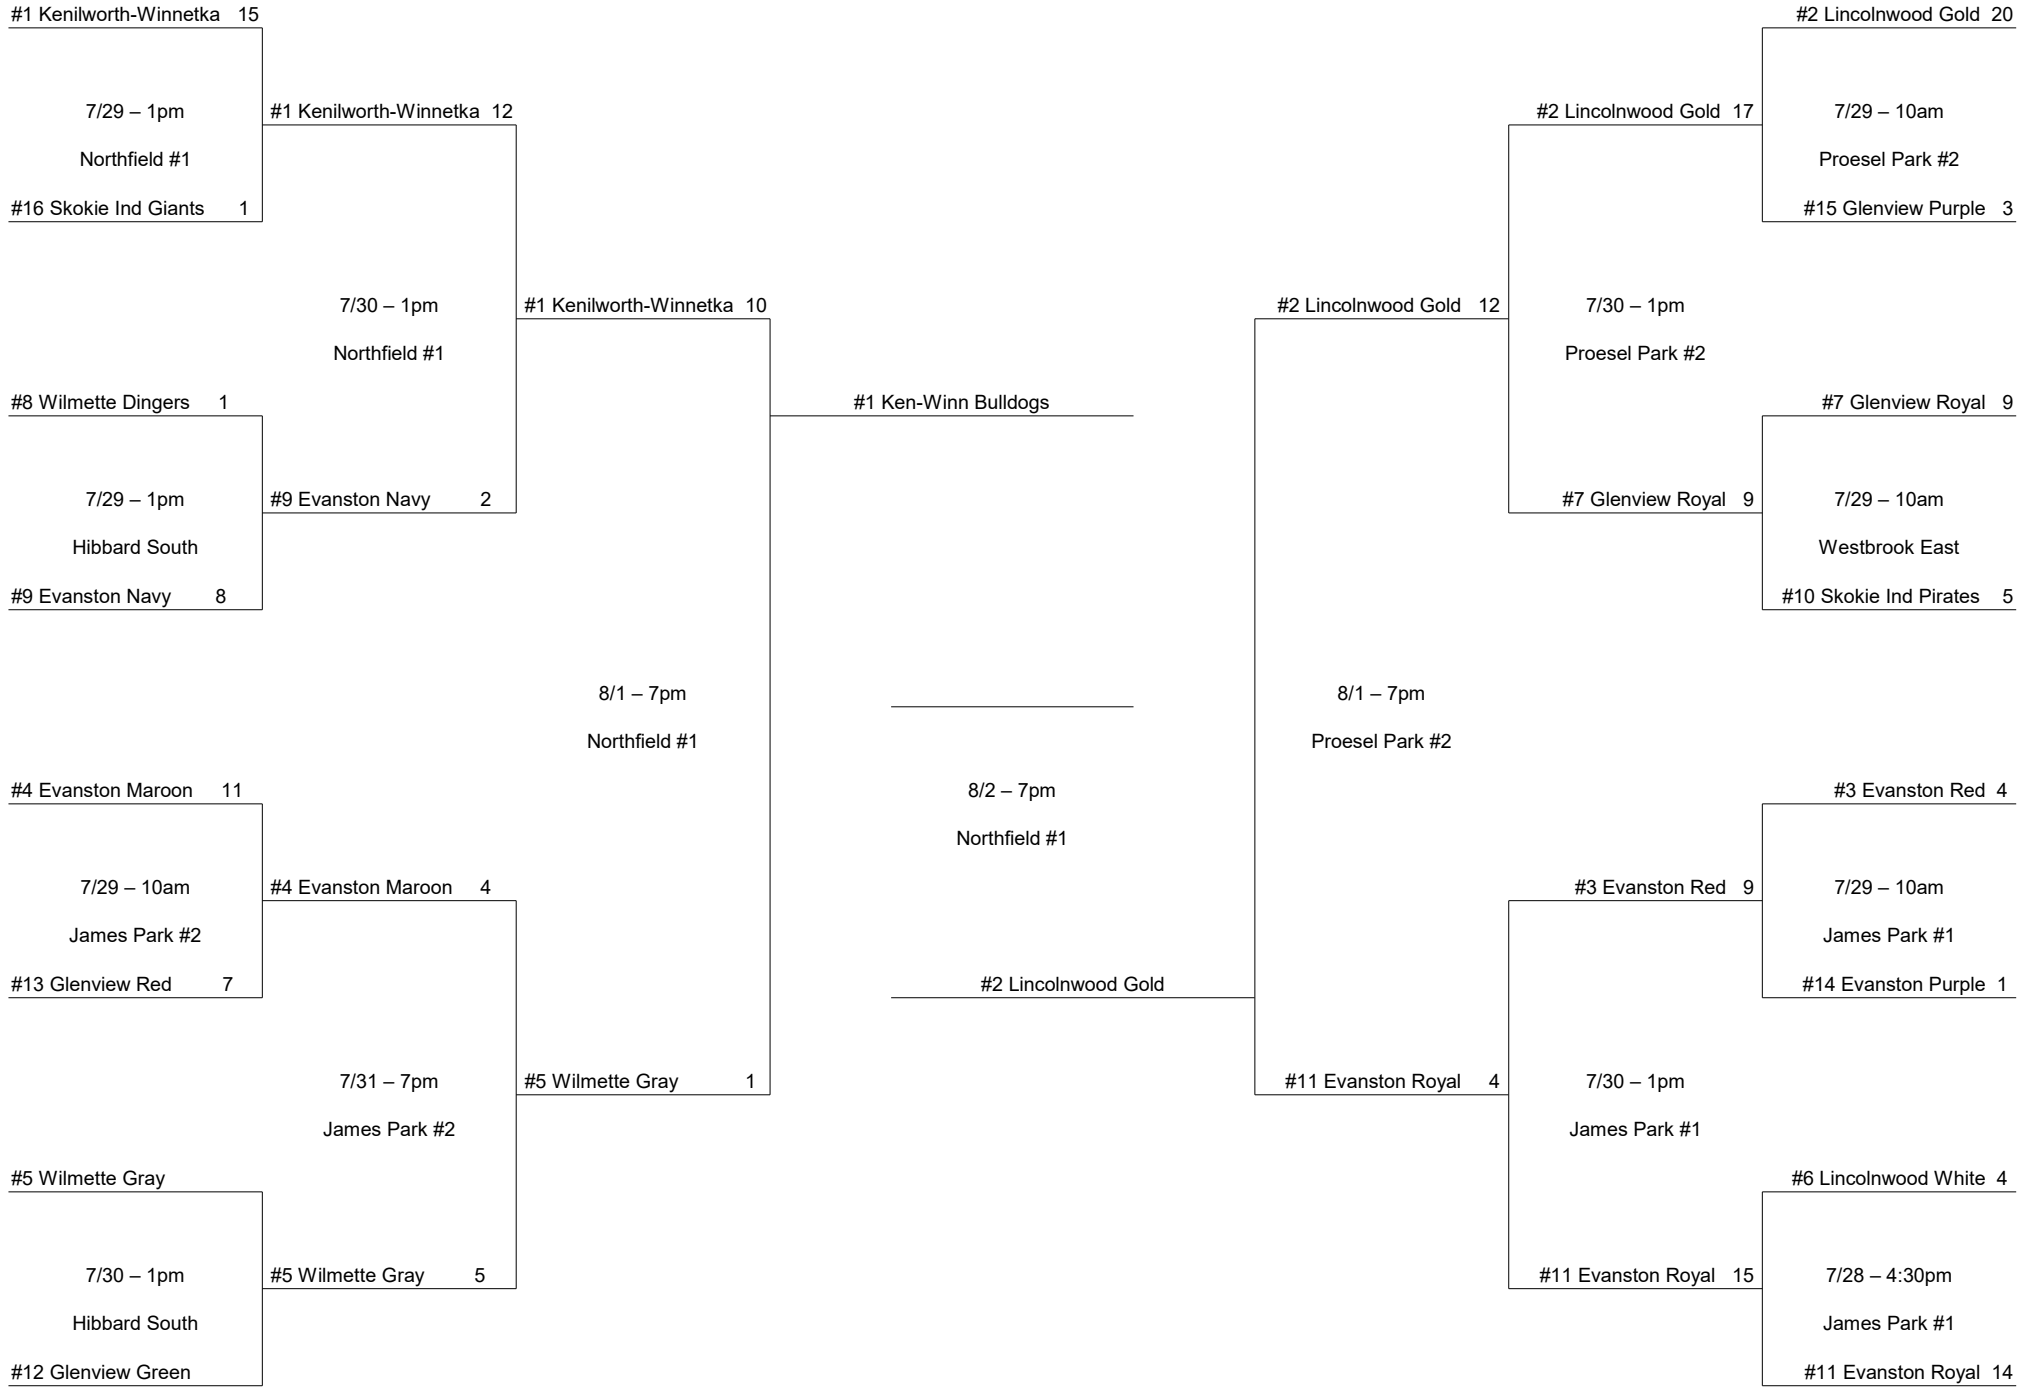 #1 Kenilworth-Winnetka 15
#2 Lincolnwood Gold 20
7/29 – 1pm
#1 Kenilworth-Winnetka 12
#2 Lincolnwood Gold 17
7/29 – 10am
Northfield #1
Proesel Park #2
#16 Skokie Ind Giants 1
#15 Glenview Purple 3
7/30 – 1pm
#1 Kenilworth-Winnetka 10
#2 Lincolnwood Gold 12
7/30 – 1pm
Northfield #1
Proesel Park #2
#8 Wilmette Dingers 1
#1 Ken-Winn Bulldogs
#7 Glenview Royal 9
7/29 – 1pm
#9 Evanston Navy 2
#7 Glenview Royal 9
7/29 – 10am
Hibbard South
Westbrook East
#9 Evanston Navy 8
#10 Skokie Ind Pirates 5
8/1 – 7pm
8/1 – 7pm
Northfield #1
Proesel Park #2
#4 Evanston Maroon 11
8/2 – 7pm
#3 Evanston Red 4
Northfield #1
7/29 – 10am
#4 Evanston Maroon 4
#3 Evanston Red 9
7/29 – 10am
James Park #2
James Park #1
#13 Glenview Red 7
#2 Lincolnwood Gold
#14 Evanston Purple 1
7/31 – 7pm
#5 Wilmette Gray 1
#11 Evanston Royal 4
7/30 – 1pm
James Park #2
James Park #1
#5 Wilmette Gray
#6 Lincolnwood White 4
7/30 – 1pm
#5 Wilmette Gray 5
#11 Evanston Royal 15
7/28 – 4:30pm
Hibbard South
James Park #1
#12 Glenview Green
#11 Evanston Royal 14